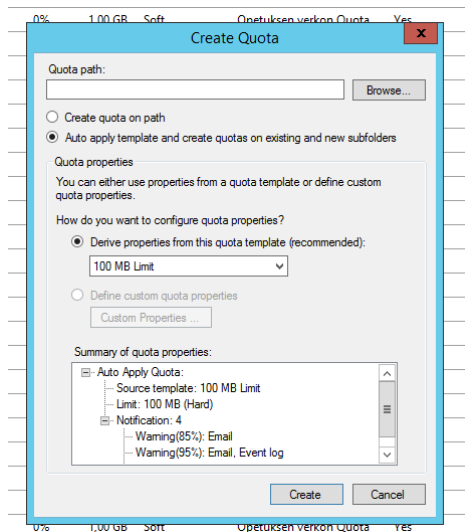 0% 1,00 GB Soft Opetuksen verkon Quota Yes
Create Quota
x
Quota path:
Browse...
Create quota on path
Auto apply template and create quotas on existing and new subfolders
Quota properties
You can either use properties from a quota template or define custom
quota properties.
How do you want to configure quota properties?
Derive properties from this quota template (recommended):
100 MB Limit
Define custom quota properties
Custom Properties ...
Summary of quota properties:
Auto Apply Quota:
Source template: 100 MB Limit
Limit: 100 MB (Hard)
Notification: 4
Warning(85%): Email
Warning(95%): Email, Event log
Create Cancel
0% 1,00 GB Soft Opetuksen verkon Quota Yes